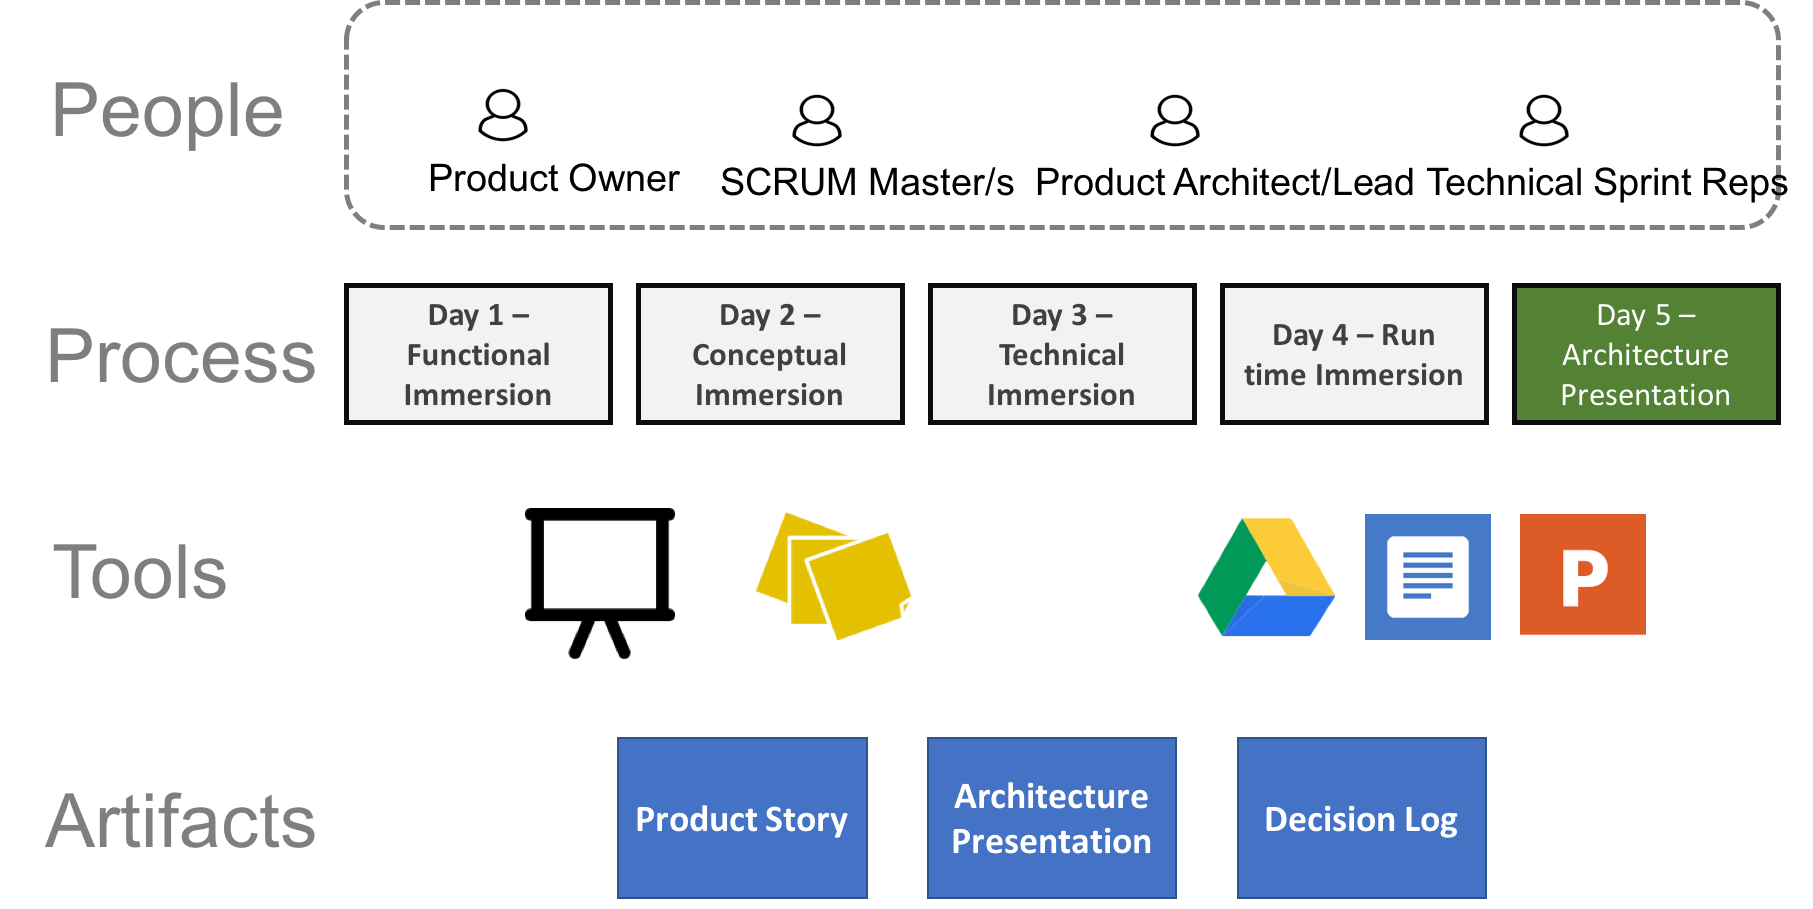 People
Product Owner
SCRUM Master/s
Product Architect/Lead
Technical Sprint Reps
Process
Day 1 –
Functional
Immersion
Day 2 –
Conceptual
Immersion
Day 3 –
Technical
Immersion
Day 4 – Run
time Immersion
Day 5 –
Architecture
Presentation
Tools
P
Artifacts
Product Story
Architecture
Presentation
Decision Log